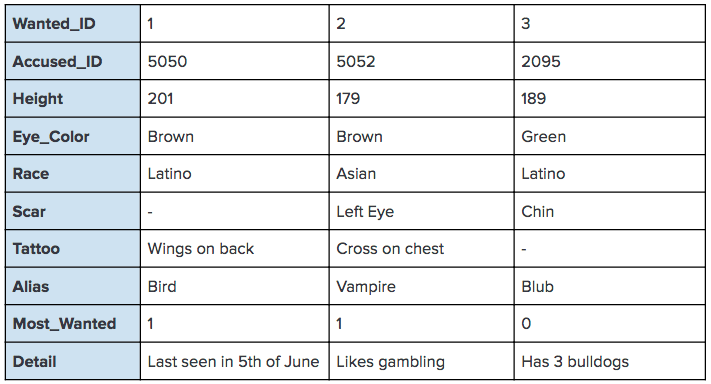 Wanted_ID 1 2 3
Accused_ID 5050 5052 2095
Height 201 179 189
Eye_Color Brown Brown Green
Race Latino Asian Latino
Scar - Left Eye Chin
Tattoo Wings on back Cross on chest -
Alias Bird Vampire Blub
Most_Wanted 1 1 0
Detail Last seen in 5th of June Likes gambling Has 3 bulldogs